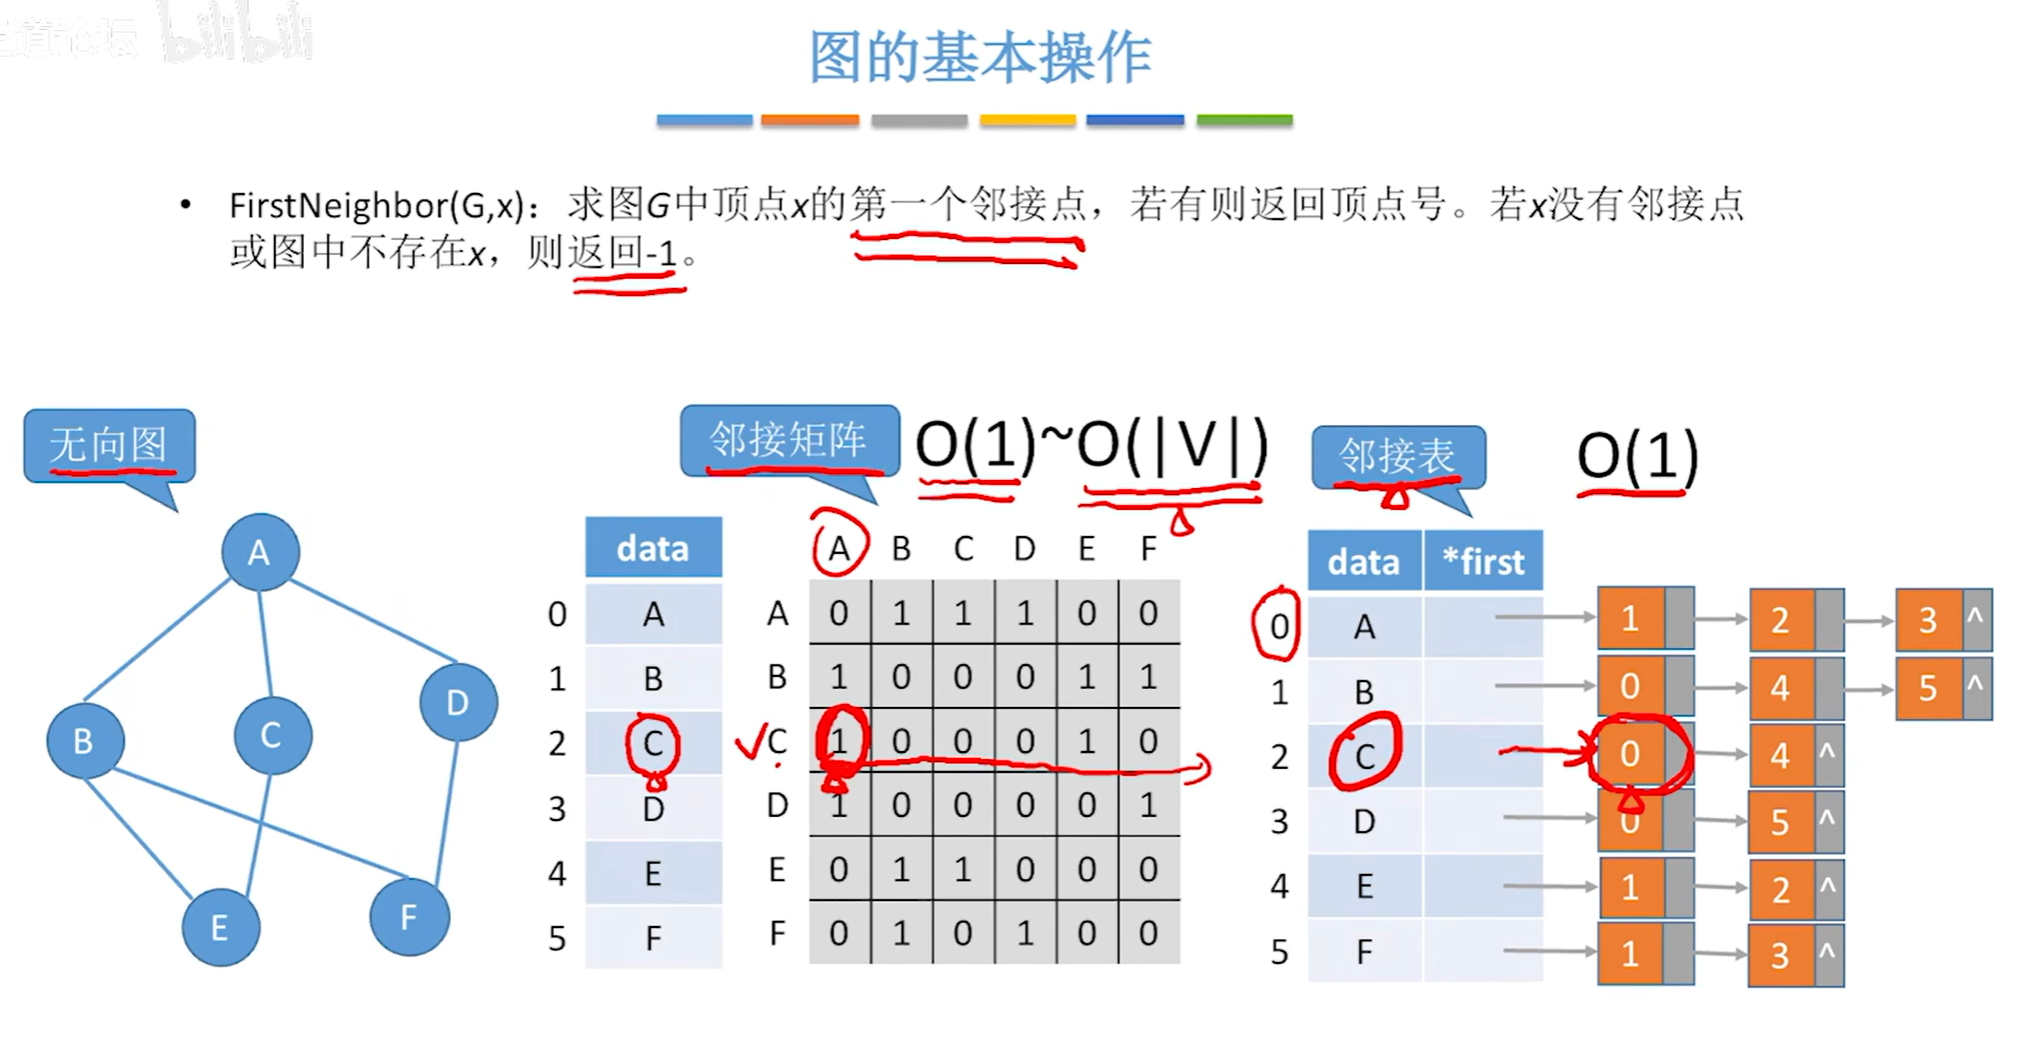 道论坛 bilibili
图的基本操作
• FirstNeighbor(G,x)：求图G中顶点x的第一个邻接点，若有则返回顶点号。若x没有邻接点
或图中不存在x，则返回-1。
无向图
A
B
C
D
E
F
邻接矩阵 O(1)~O(|V|)
data
0 A
1 B
2 C
3 D
4 E
5 F
A B C D E F
A 0 1 1 1 0 0
B 1 0 0 0 1 1
C 1 0 0 0 1 0
D 1 0 0 0 0 1
E 0 1 1 0 0 0
F 0 1 0 1 0 0
邻接表 O(1)
data *first
0 A 1 2 3 ^
1 B 0 4 5 ^
2 C 0 4 ^
3 D 0 5 ^
4 E 1 2 ^
5 F 1 3 ^